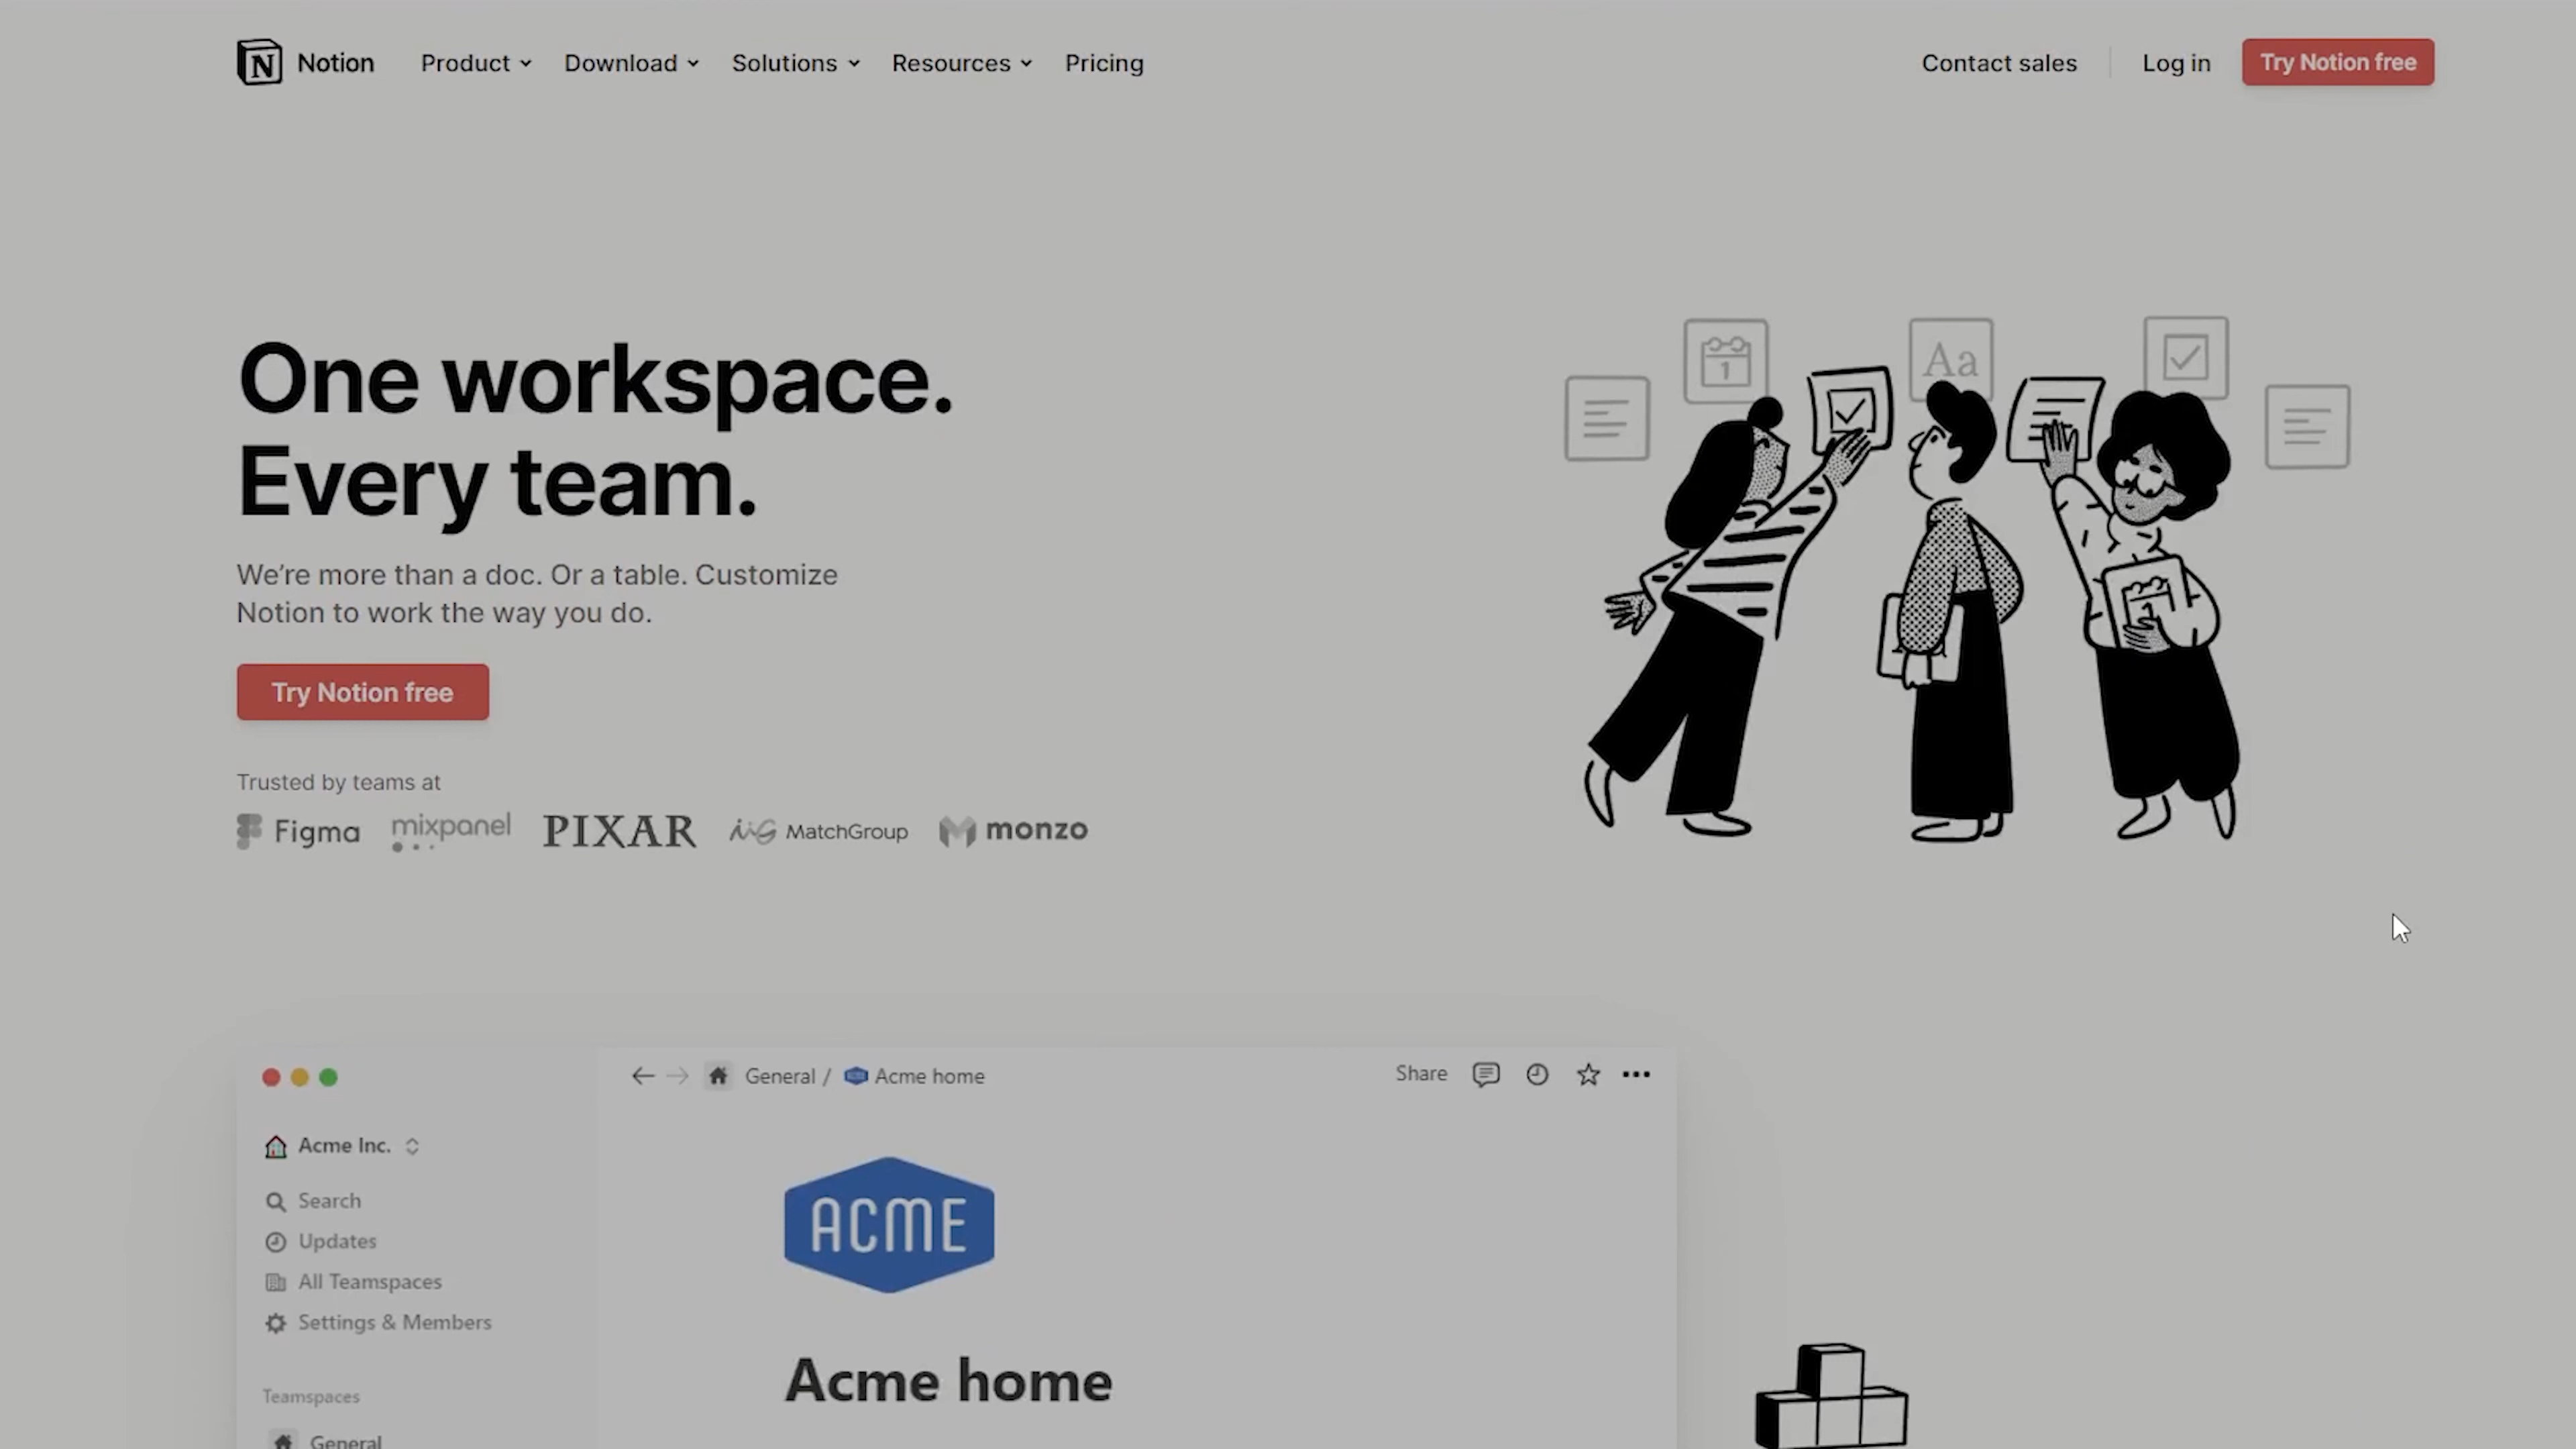 Notion
Product
Download
Solutions
Resources
Pricing
Contact sales
Log in
Try Notion free
One workspace.
Every team.
We’re more than a doc. Or a table. Customize
Notion to work the way you do.
Try Notion free
Trusted by teams at
Figma
mixpanel
PIXAR
MatchGroup
monzo
1
Aa
1
General /
Acme home
Share
Acme Inc.
Search
Updates
All Teamspaces
Settings & Members
Teamspaces
General
ACME
Acme home